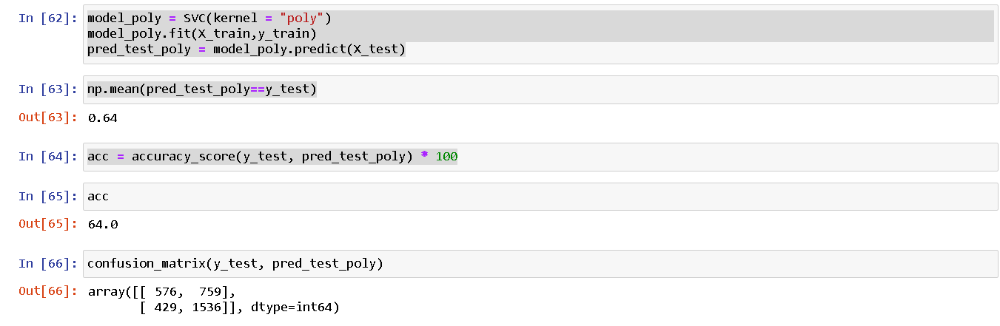 In [62]: model_poly = SVC(kernel = "poly")
model_poly.fit(X_train,y_train)
pred_test_poly = model_poly.predict(X_test)
In [63]: np.mean(pred_test_poly==y_test)
Out[63]: 0.64
In [64]: acc = accuracy_score(y_test, pred_test_poly) * 100
In [65]: acc
Out[65]: 64.0
In [66]: confusion_matrix(y_test, pred_test_poly)
Out[66]: array([[ 576,  759],
       [ 429, 1536]], dtype=int64)